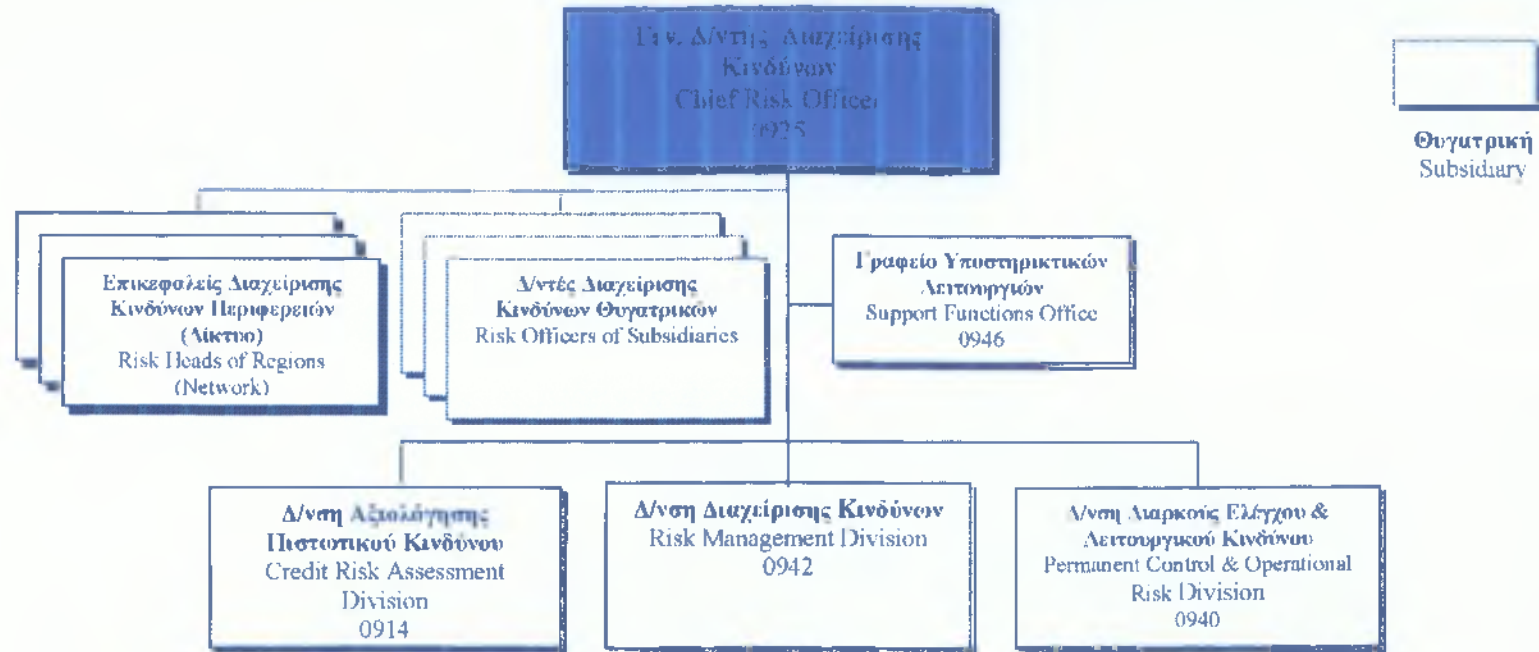 Γεν. Δ/ντής Διαχείρισης
Κινδύνων
Chief Risk Officer
0925
Θυγατρική
Subsidiary
Επικεφαλείς Διαχείρισης
Κινδύνων Περιφερειών
(Δίκτυο)
Risk Heads of Regions
(Network)
Δ/ντές Διαχείρισης
Κινδύνων Θυγατρικών
Risk Officers of Subsidiaries
Γραφείο Υποστηρικτικών
Λειτουργιών
Support Functions Office
0946
Δ/νση Αξιολόγησης
Πιστωτικού Κινδύνου
Credit Risk Assessment
Division
0914
Δ/νση Διαχείρισης Κινδύνων
Risk Management Division
0942
Δ/νση Διαρκούς Ελέγχου &
Λειτουργικού Κινδύνου
Permanent Control & Operational
Risk Division
0940